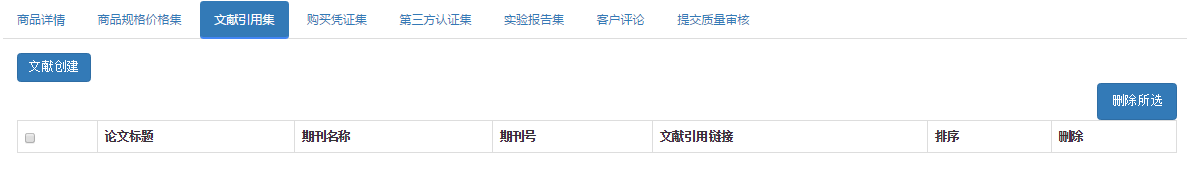 商品详情 商品规格价格集 文献引用集 购买凭证集 第三方认证集 实验报告集 客户评论 提交质量审核
文献创建
删除所选
论文标题 期刊名称 期刊号 文献引用链接 排序 删除